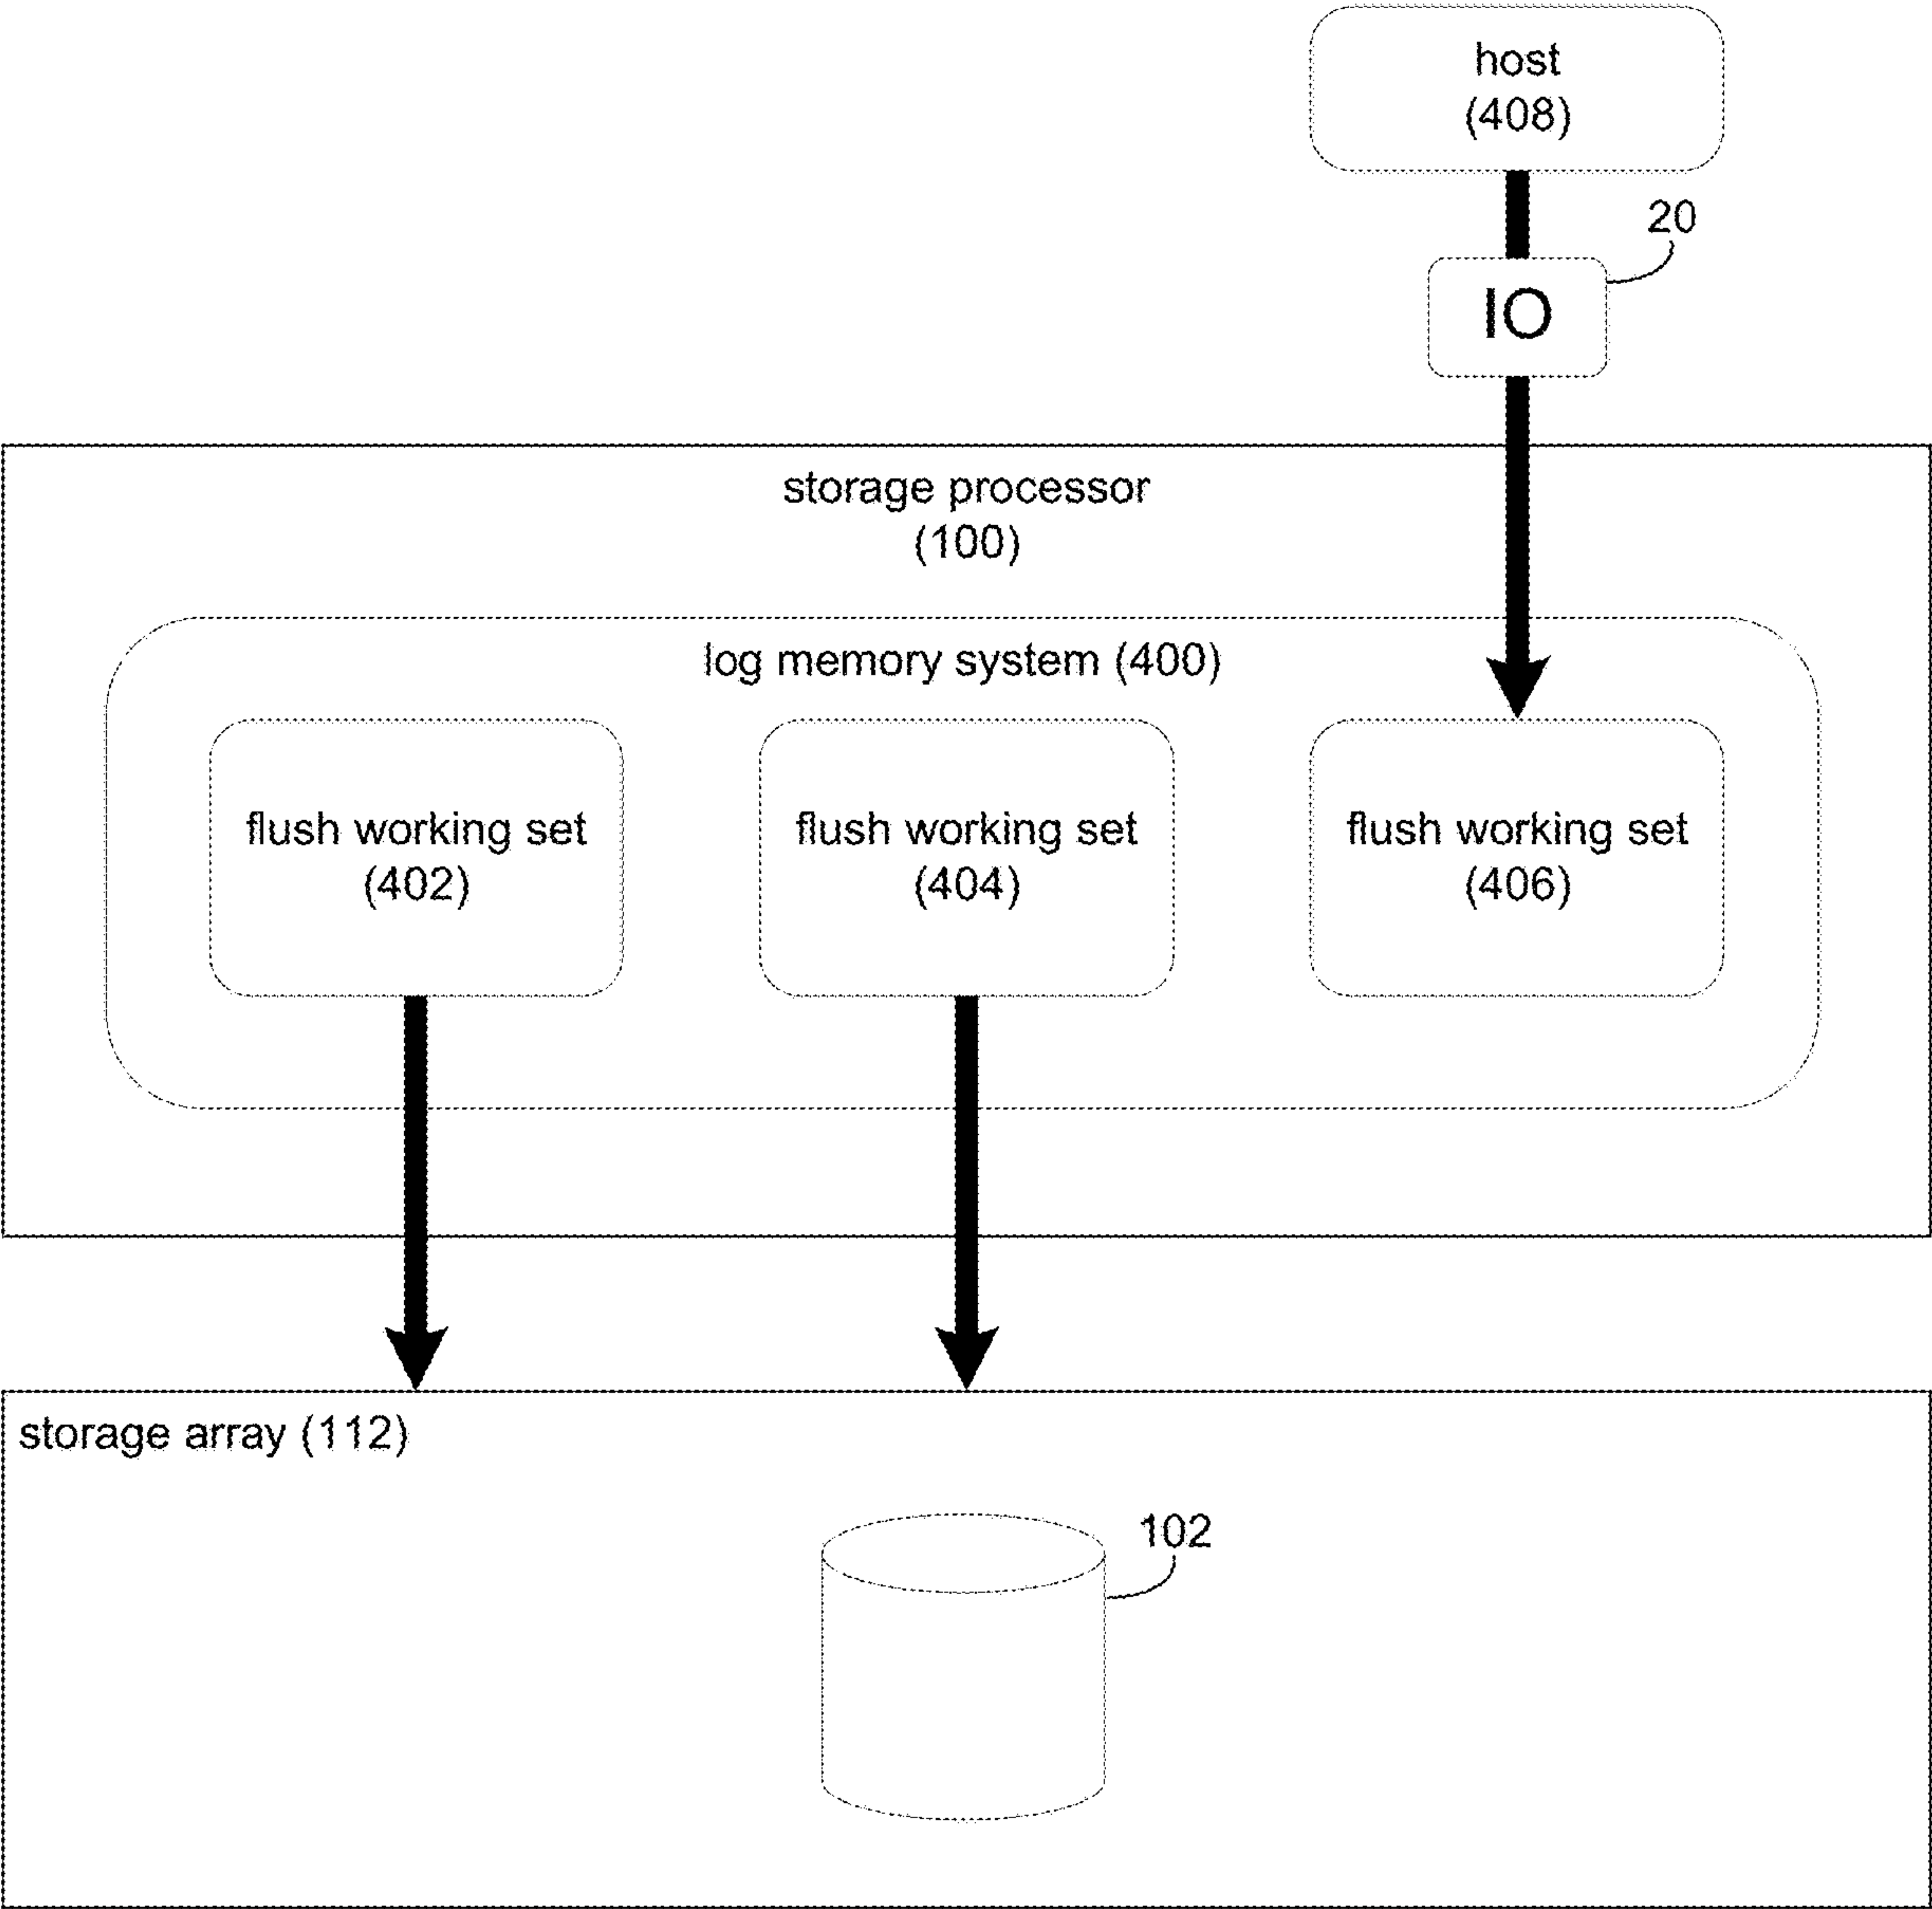 host
(408)
20
IO
storage processor
(100)
log memory system (400)
flush working set
(402)
flush working set
(404)
flush working set
(406)
storage array (112)
102